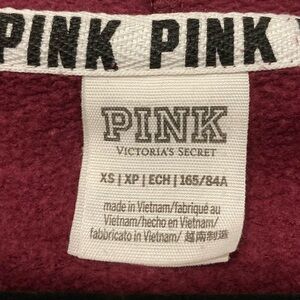 PINK PINK
PINK
VICTORIA'S SECRET
XS | XP | ECH | 165/84A
made in Vietnam/fabriqué au
Vietnam/hecho en Vietnam/
fabbricato in Vietnam/ 越南制造